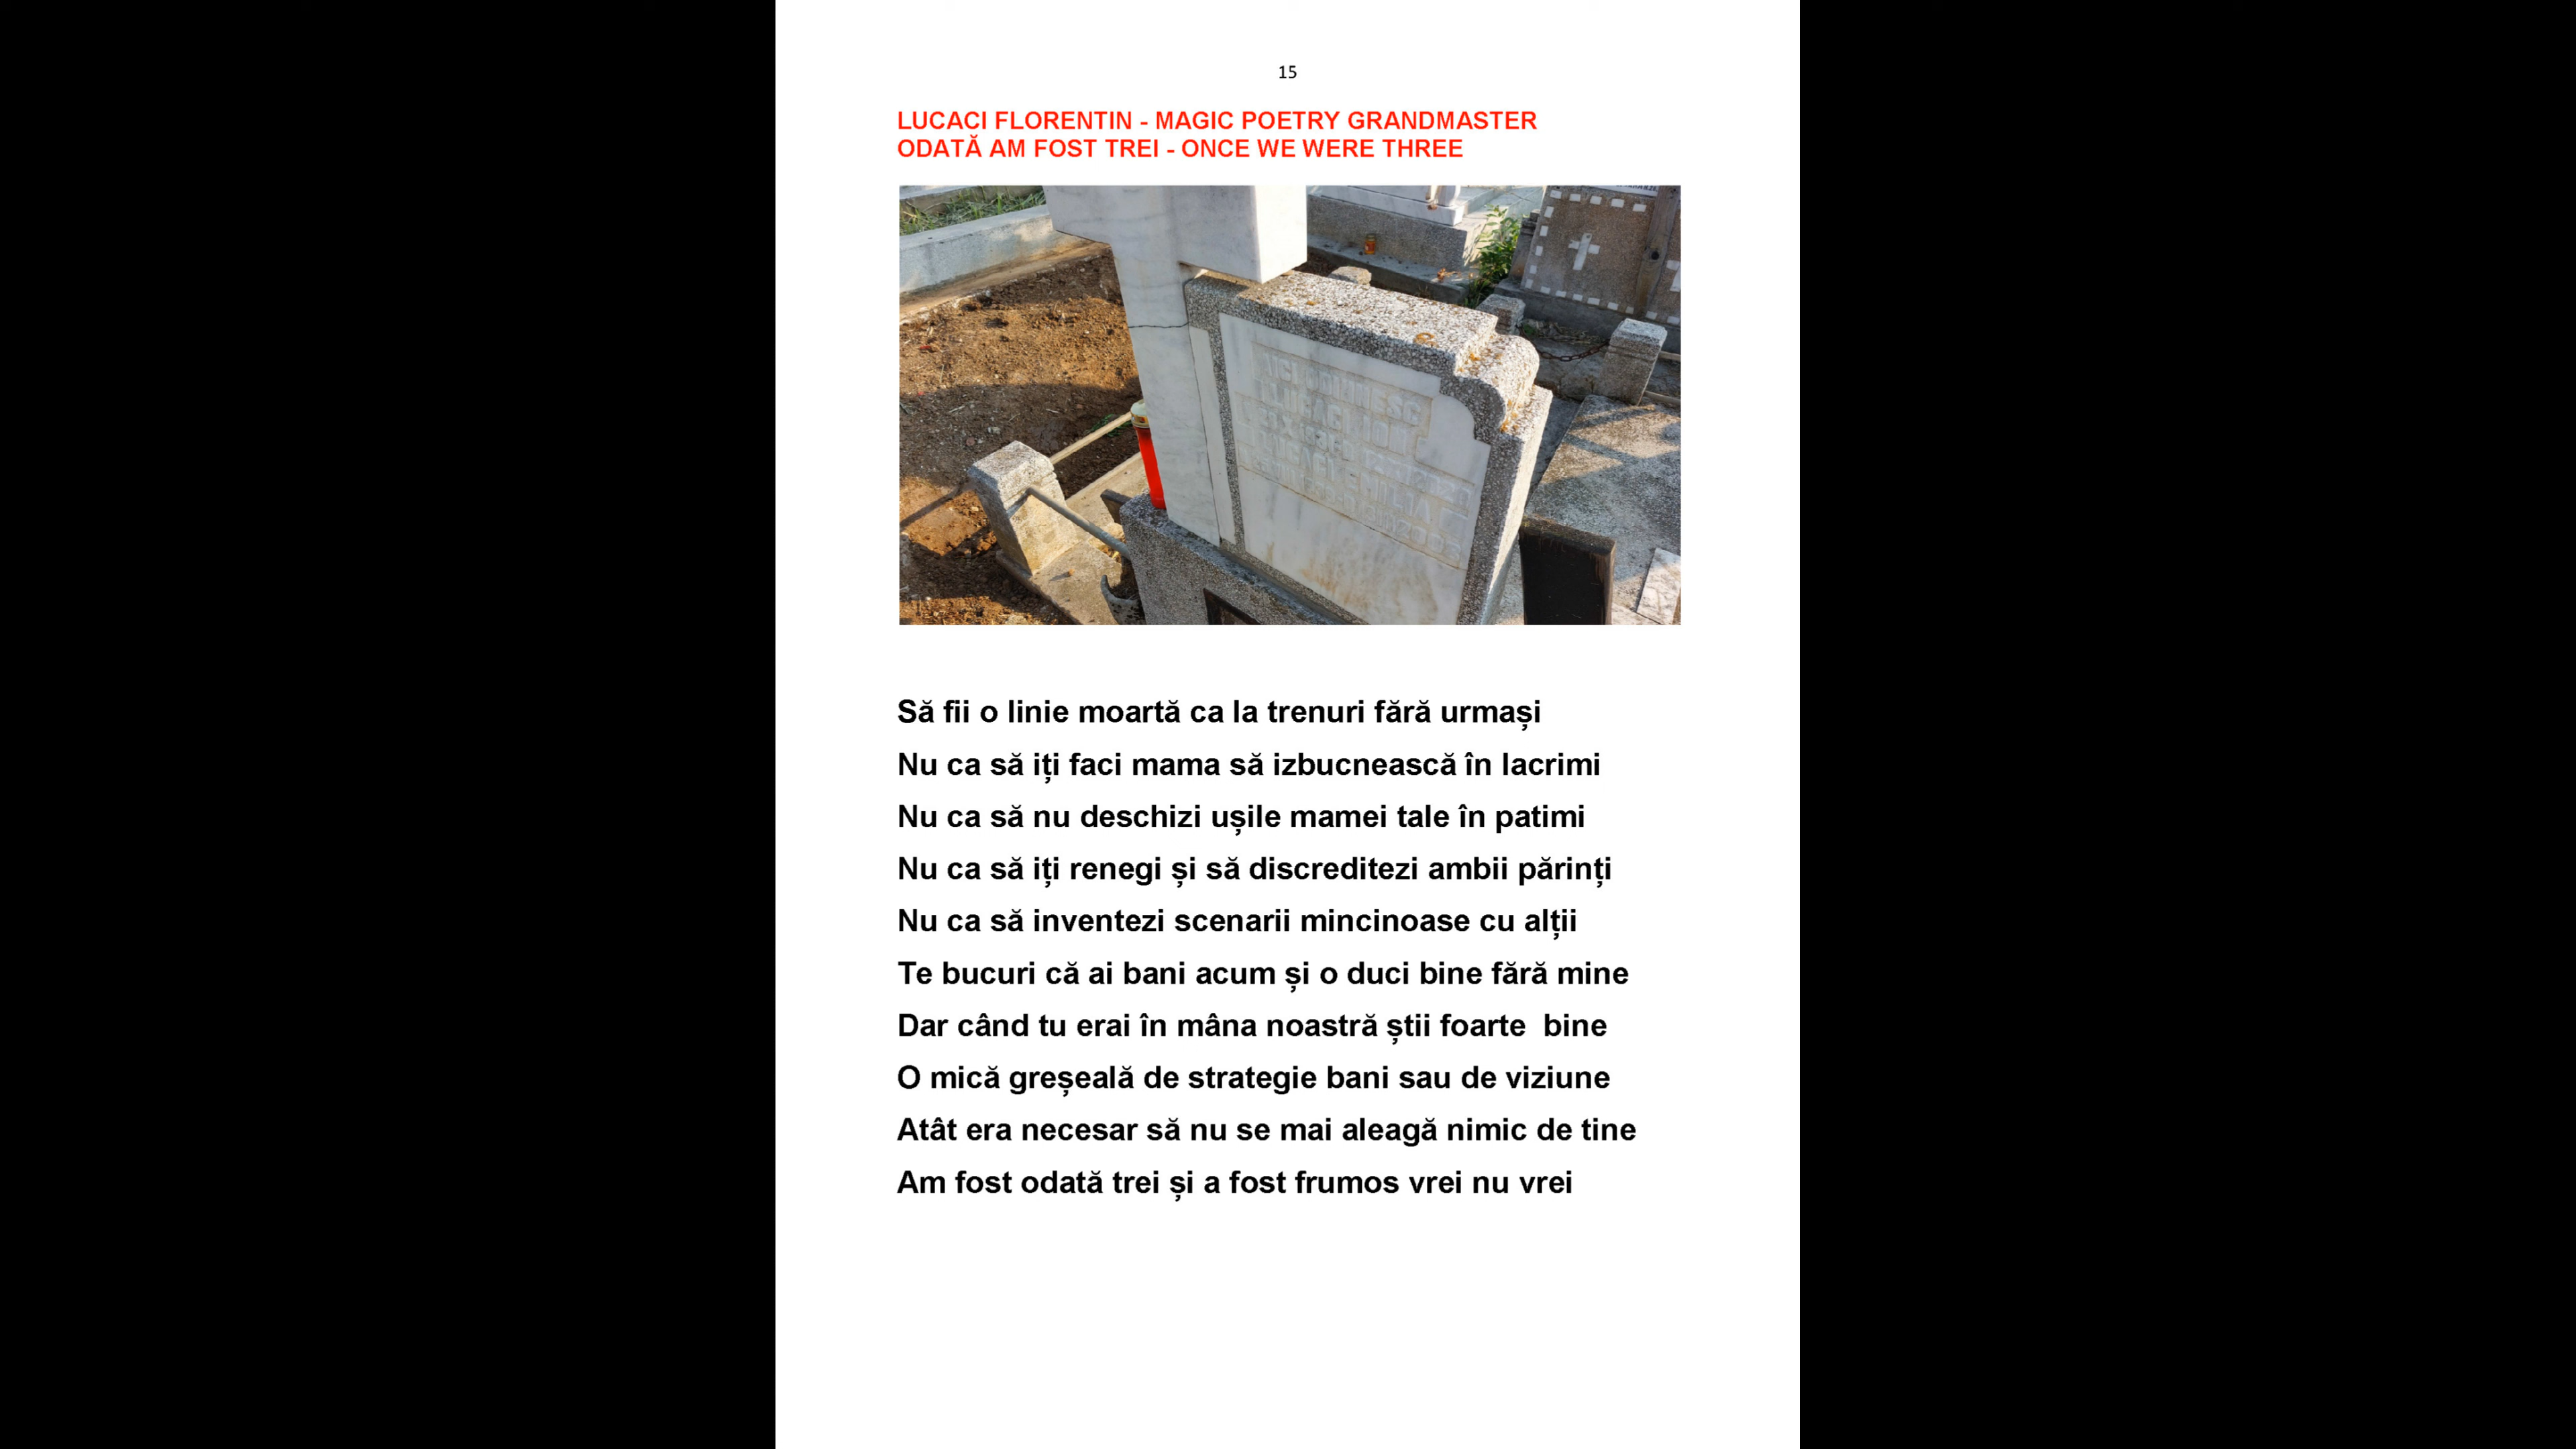 15
LUCACI FLORENTIN - MAGIC POETRY GRANDMASTER
ODATĂ AM FOST TREI - ONCE WE WERE THREE
Să fii o linie moartă ca la trenuri fără urmași
Nu ca să iți faci mama să izbucnească în lacrimi
Nu ca să nu deschizi ușile mamei tale în patimi
Nu ca să iți renegi și să discreditezi ambii părinți
Nu ca să inventezi scenarii mincinoase cu alții
Te bucuri că ai bani acum și o duci bine fără mine
Dar când tu erai în mâna noastră știi foarte  bine
O mică greșeală de strategie bani sau de viziune
Atât era necesar să nu se mai aleagă nimic de tine
Am fost odată trei și a fost frumos vrei nu vrei